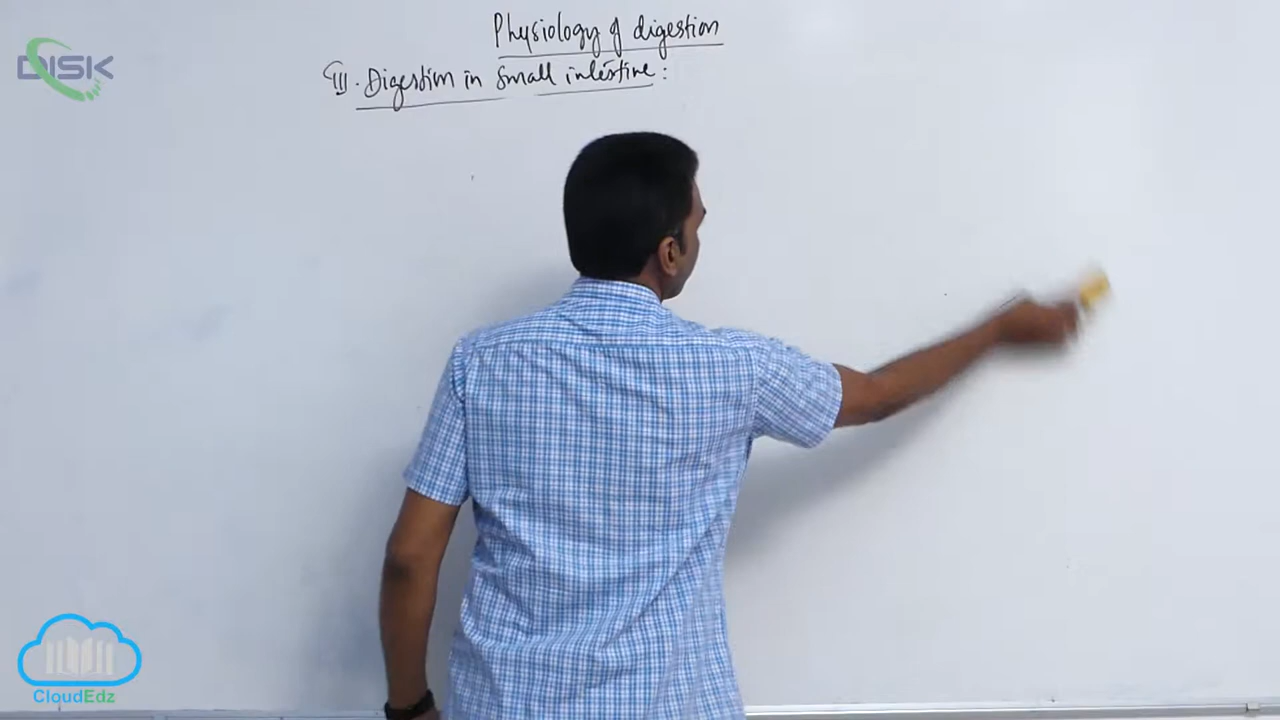 Physiology of digestion
III. Digestion in Small intestine :
DISK
CloudEdz